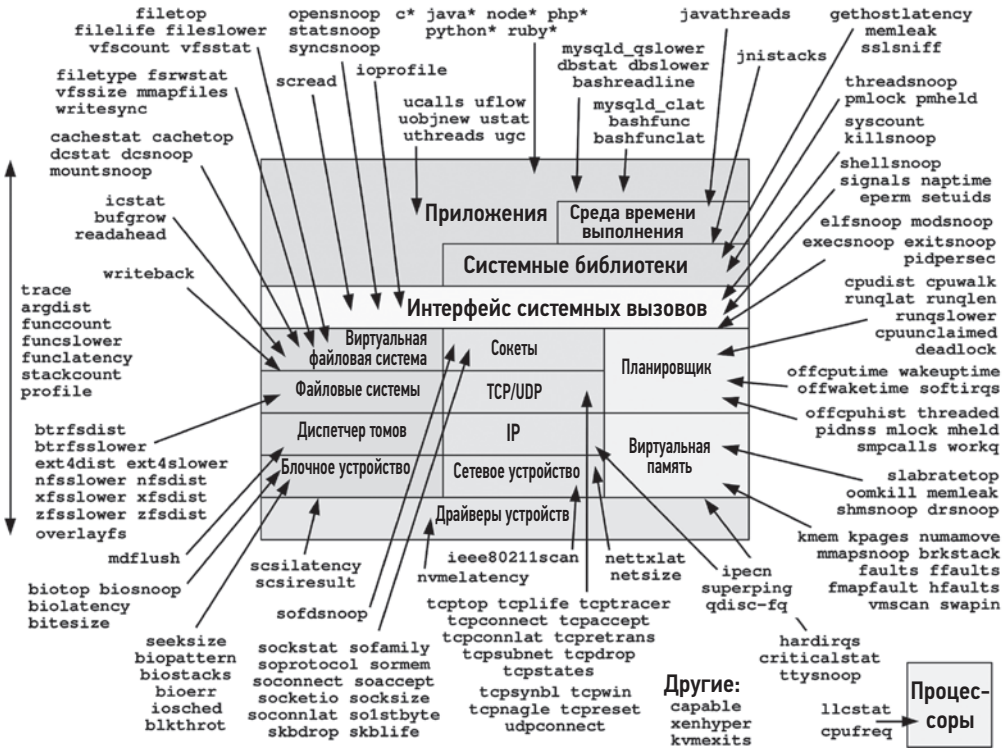 filetop
filelife fileslower
vfscount vfsstat
opensnoop
statsnoop
syncsnoop
c* java* node* php*
python* ruby*
javathreads
gethostlatency
memleak
sslsniff
filetype fsrwstat
vfssize mmapfiles
writesync
scread
ioprofile
mysqld_qslower
dbstat dbslower
bashreadline
jnistacks
threadsnoop
pmlock pmheld
ucalls uflow
uobjnew ustat
uthreads ugc
mysqld_clat
bashfunc
bashfunclat
syscount
killsnoop
cachestat cachetop
dcstat dcsnoop
mountsnoop
shellsnoop
signals naptime
eperm setuids
icstat
bufgrow
readahead
elfsnoop modsnoop
execsnoop exitsnoop
pidpersec
writeback
trace
argdist
funccount
funcslower
funclatency
stackcount
profile
cpudist cpuwalk
runqlat runqlen
runqslower
cpuunclaimed
deadlock
offcputime wakeuptime
offwaketime softirqs
offcpuhist threaded
pidnss mlock mheld
smpcalls workq
Приложения
Среда времени
выполнения
Системные библиотеки
Интерфейс системных вызовов
Виртуальная
файловая система
Сокеты
Планировщик
Файловые системы
TCP/UDP
Диспетчер томов
IP
Виртуальная
память
Блочное устройство
Сетевое устройство
Драйверы устройств
btrfsdist
btrfsslower
ext4dist ext4slower
nfsslower nfsdist
xfsslower xfsdist
zfsslower zfsdist
overlayfs
slabratetop
oomkill memleak
shmsnoop drsnoop
mdflush
scsilatency
scsiresult
nvmelatency
ieee80211scan
nettxlat
netsize
ipecn
superping
qdisc-fq
kmem kpages numamove
mmapsnoop brkstack
faults ffaults
fmapfault hfaults
vmscan swapin
biotop biosnoop
biolatency
bitesize
sofdsnoop
tcptop tcplife tcptracer
tcpconnect tcpaccept
tcpconnlat tcpretrans
tcpsubnet tcpdrop
tcpstates
tcpsynbl tcpwin
tcpnagle tcpreset
udpconnect
seeksize
biopattern
biostacks
bioerr
iosched
blkthrot
sockstat sofamily
soprotocol sormem
soconnect soaccept
socketio socksize
soconnlat so1stbyte
skbdrop skblife
hardirqs
criticalstat
ttysnoop
Другие:
capable
xenhyper
kvmexits
llcstat
cpufreq
Процес-
соры